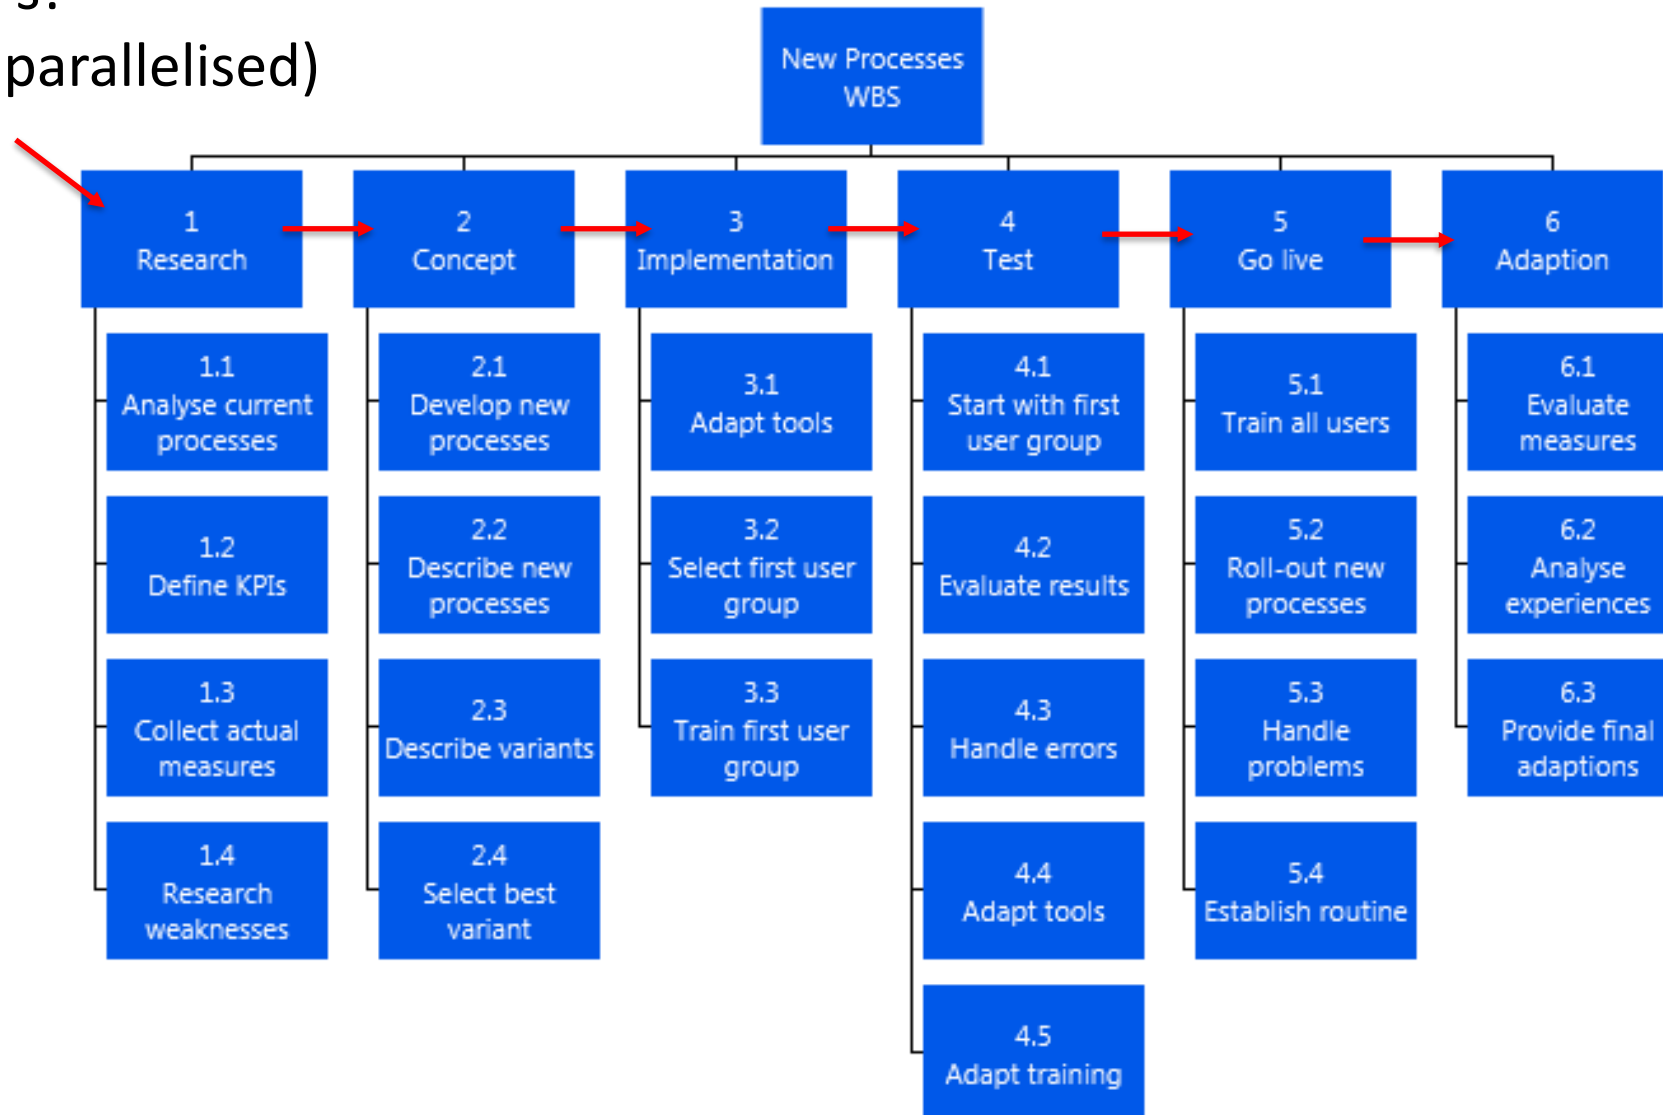 s:
parallelised)
New Processes
WBS
1
Research
2
Concept
3
Implementation
4
Test
5
Go live
6
Adaption
1.1
Analyse current
processes
1.2
Define KPIs
1.3
Collect actual
measures
1.4
Research
weaknesses
2.1
Develop new
processes
2.2
Describe new
processes
2.3
Describe variants
2.4
Select best
variant
3.1
Adapt tools
3.2
Select first user
group
3.3
Train first user
group
4.1
Start with first
user group
4.2
Evaluate results
4.3
Handle errors
4.4
Adapt tools
4.5
Adapt training
5.1
Train all users
5.2
Roll-out new
processes
5.3
Handle
problems
5.4
Establish routine
6.1
Evaluate
measures
6.2
Analyse
experiences
6.3
Provide final
adaptions